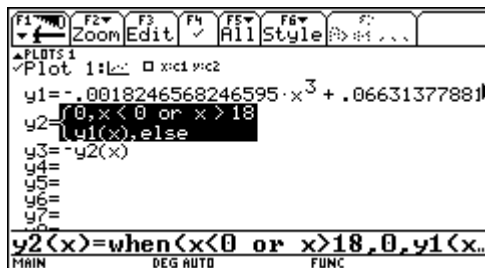 F1 F2 Zoom F3 Edit F4 ✓ F5 All F6 Style
▲PLOTS 1
✓Plot 1: x:c1 y:c2
y1=-.0018246568246595·x^3 + .06631377881
y2={0,x<0 or x>18
{y1(x),else
y3=-y2(x)
y4=
y5=
y6=
y7=
y2(x)=when(x<0 or x>18,0,y1(x…
MAIN DEG AUTO FUNC